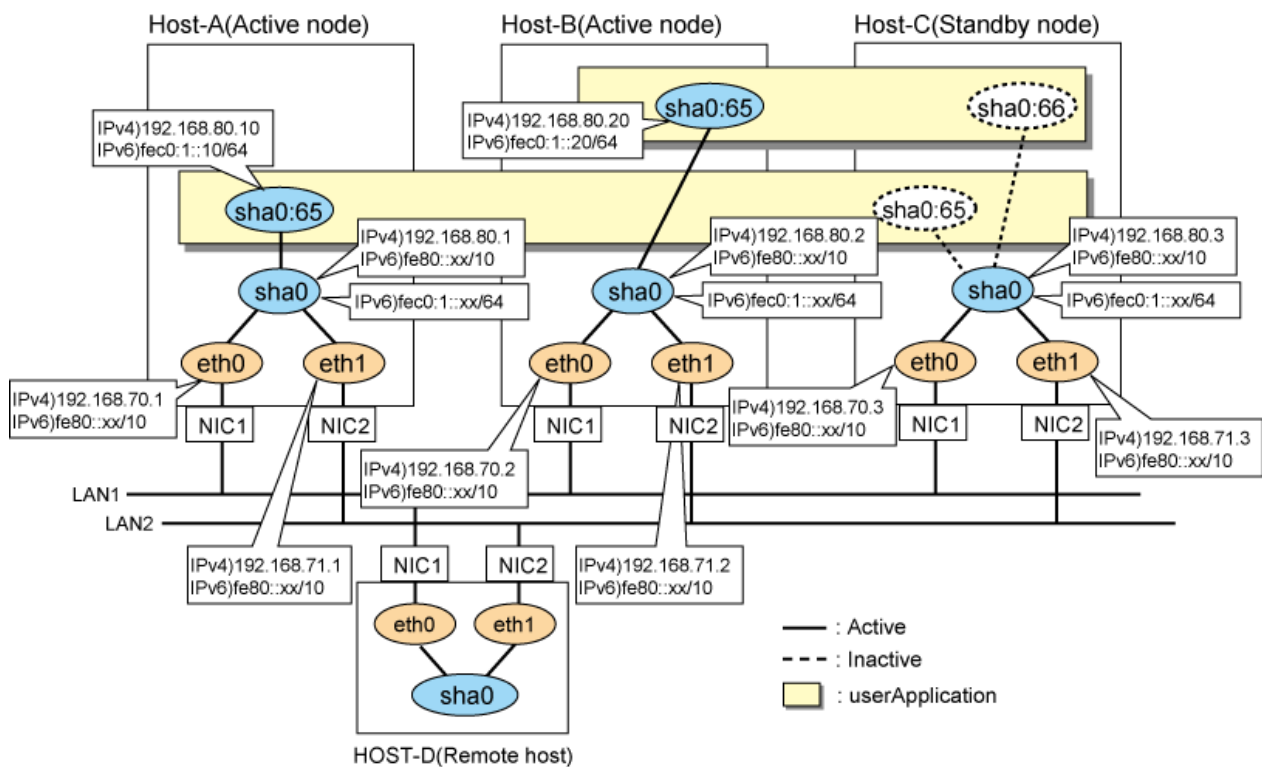 Host-A(Active node)
Host-B(Active node)
Host-C(Standby node)
sha0:65
sha0:66
IPv4)192.168.80.10
IPv6)fec0:1::10/64
IPv4)192.168.80.20
IPv6)fec0:1::20/64
sha0:65
sha0:65
IPv4)192.168.80.1
IPv6)fe80::xx/10
IPv4)192.168.80.2
IPv6)fe80::xx/10
IPv4)192.168.80.3
IPv6)fe80::xx/10
sha0
IPv6)fec0:1::xx/64
sha0
IPv6)fec0:1::xx/64
sha0
IPv6)fec0:1::xx/64
eth0
eth1
eth0
eth1
eth0
eth1
IPv4)192.168.70.1
IPv6)fe80::xx/10
NIC1
NIC2
NIC1
NIC2
IPv4)192.168.70.3
IPv6)fe80::xx/10
NIC1
NIC2
IPv4)192.168.71.3
IPv6)fe80::xx/10
IPv4)192.168.70.2
IPv6)fe80::xx/10
LAN1
LAN2
IPv4)192.168.71.1
IPv6)fe80::xx/10
NIC1
NIC2
IPv4)192.168.71.2
IPv6)fe80::xx/10
eth0
eth1
sha0
HOST-D(Remote host)
: Active
: Inactive
: userApplication